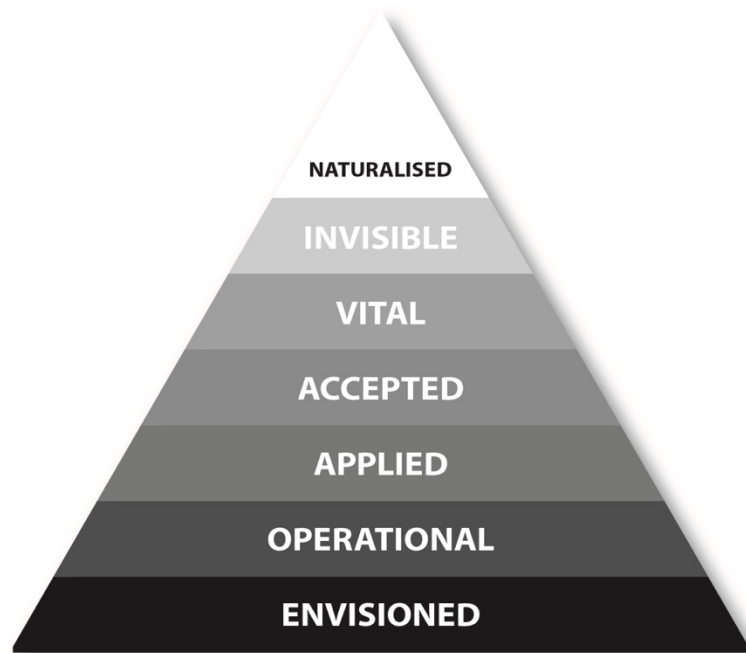 NATURALISED
INVISIBLE
VITAL
ACCEPTED
APPLIED
OPERATIONAL
ENVISIONED